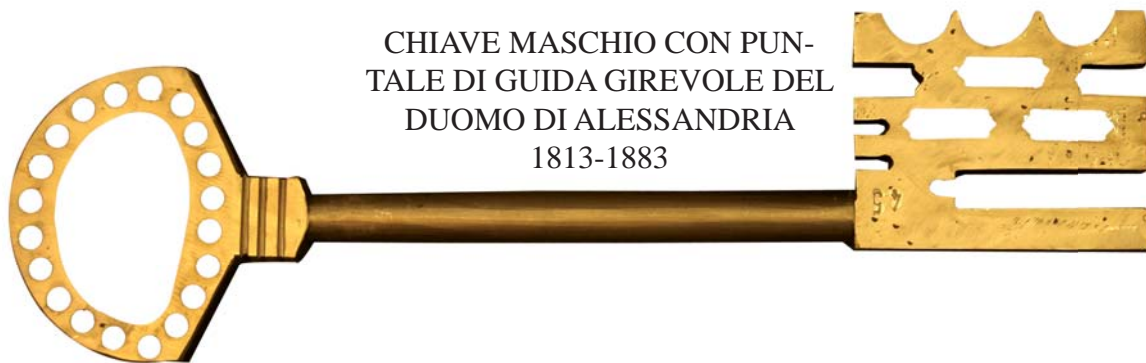 CHIAVE MASCHIO CON PUN-
TALE DI GUIDA GIREVOLE DEL
DUOMO DI ALESSANDRIA
1813-1883